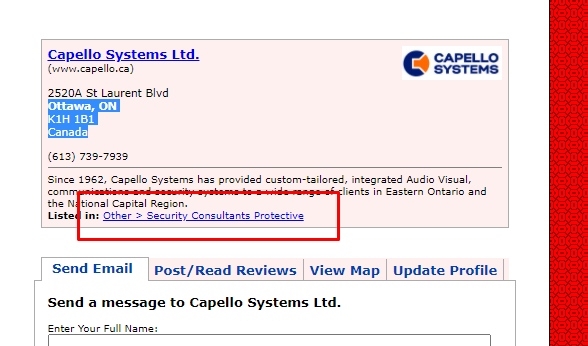 Capello Systems Ltd.
(www.capello.ca)
CAPELLO
SYSTEMS
2520A St Laurent Blvd
Ottawa, ON
K1H 1B1
Canada
(613) 739-7939
Since 1962, Capello Systems has provided custom-tailored, integrated Audio Visual,
communications and security systems to a wide range of clients in Eastern Ontario and
the National Capital Region.
Listed in: Other > Security Consultants Protective
Send Email Post/Read Reviews View Map Update Profile
Send a message to Capello Systems Ltd.
Enter Your Full Name: